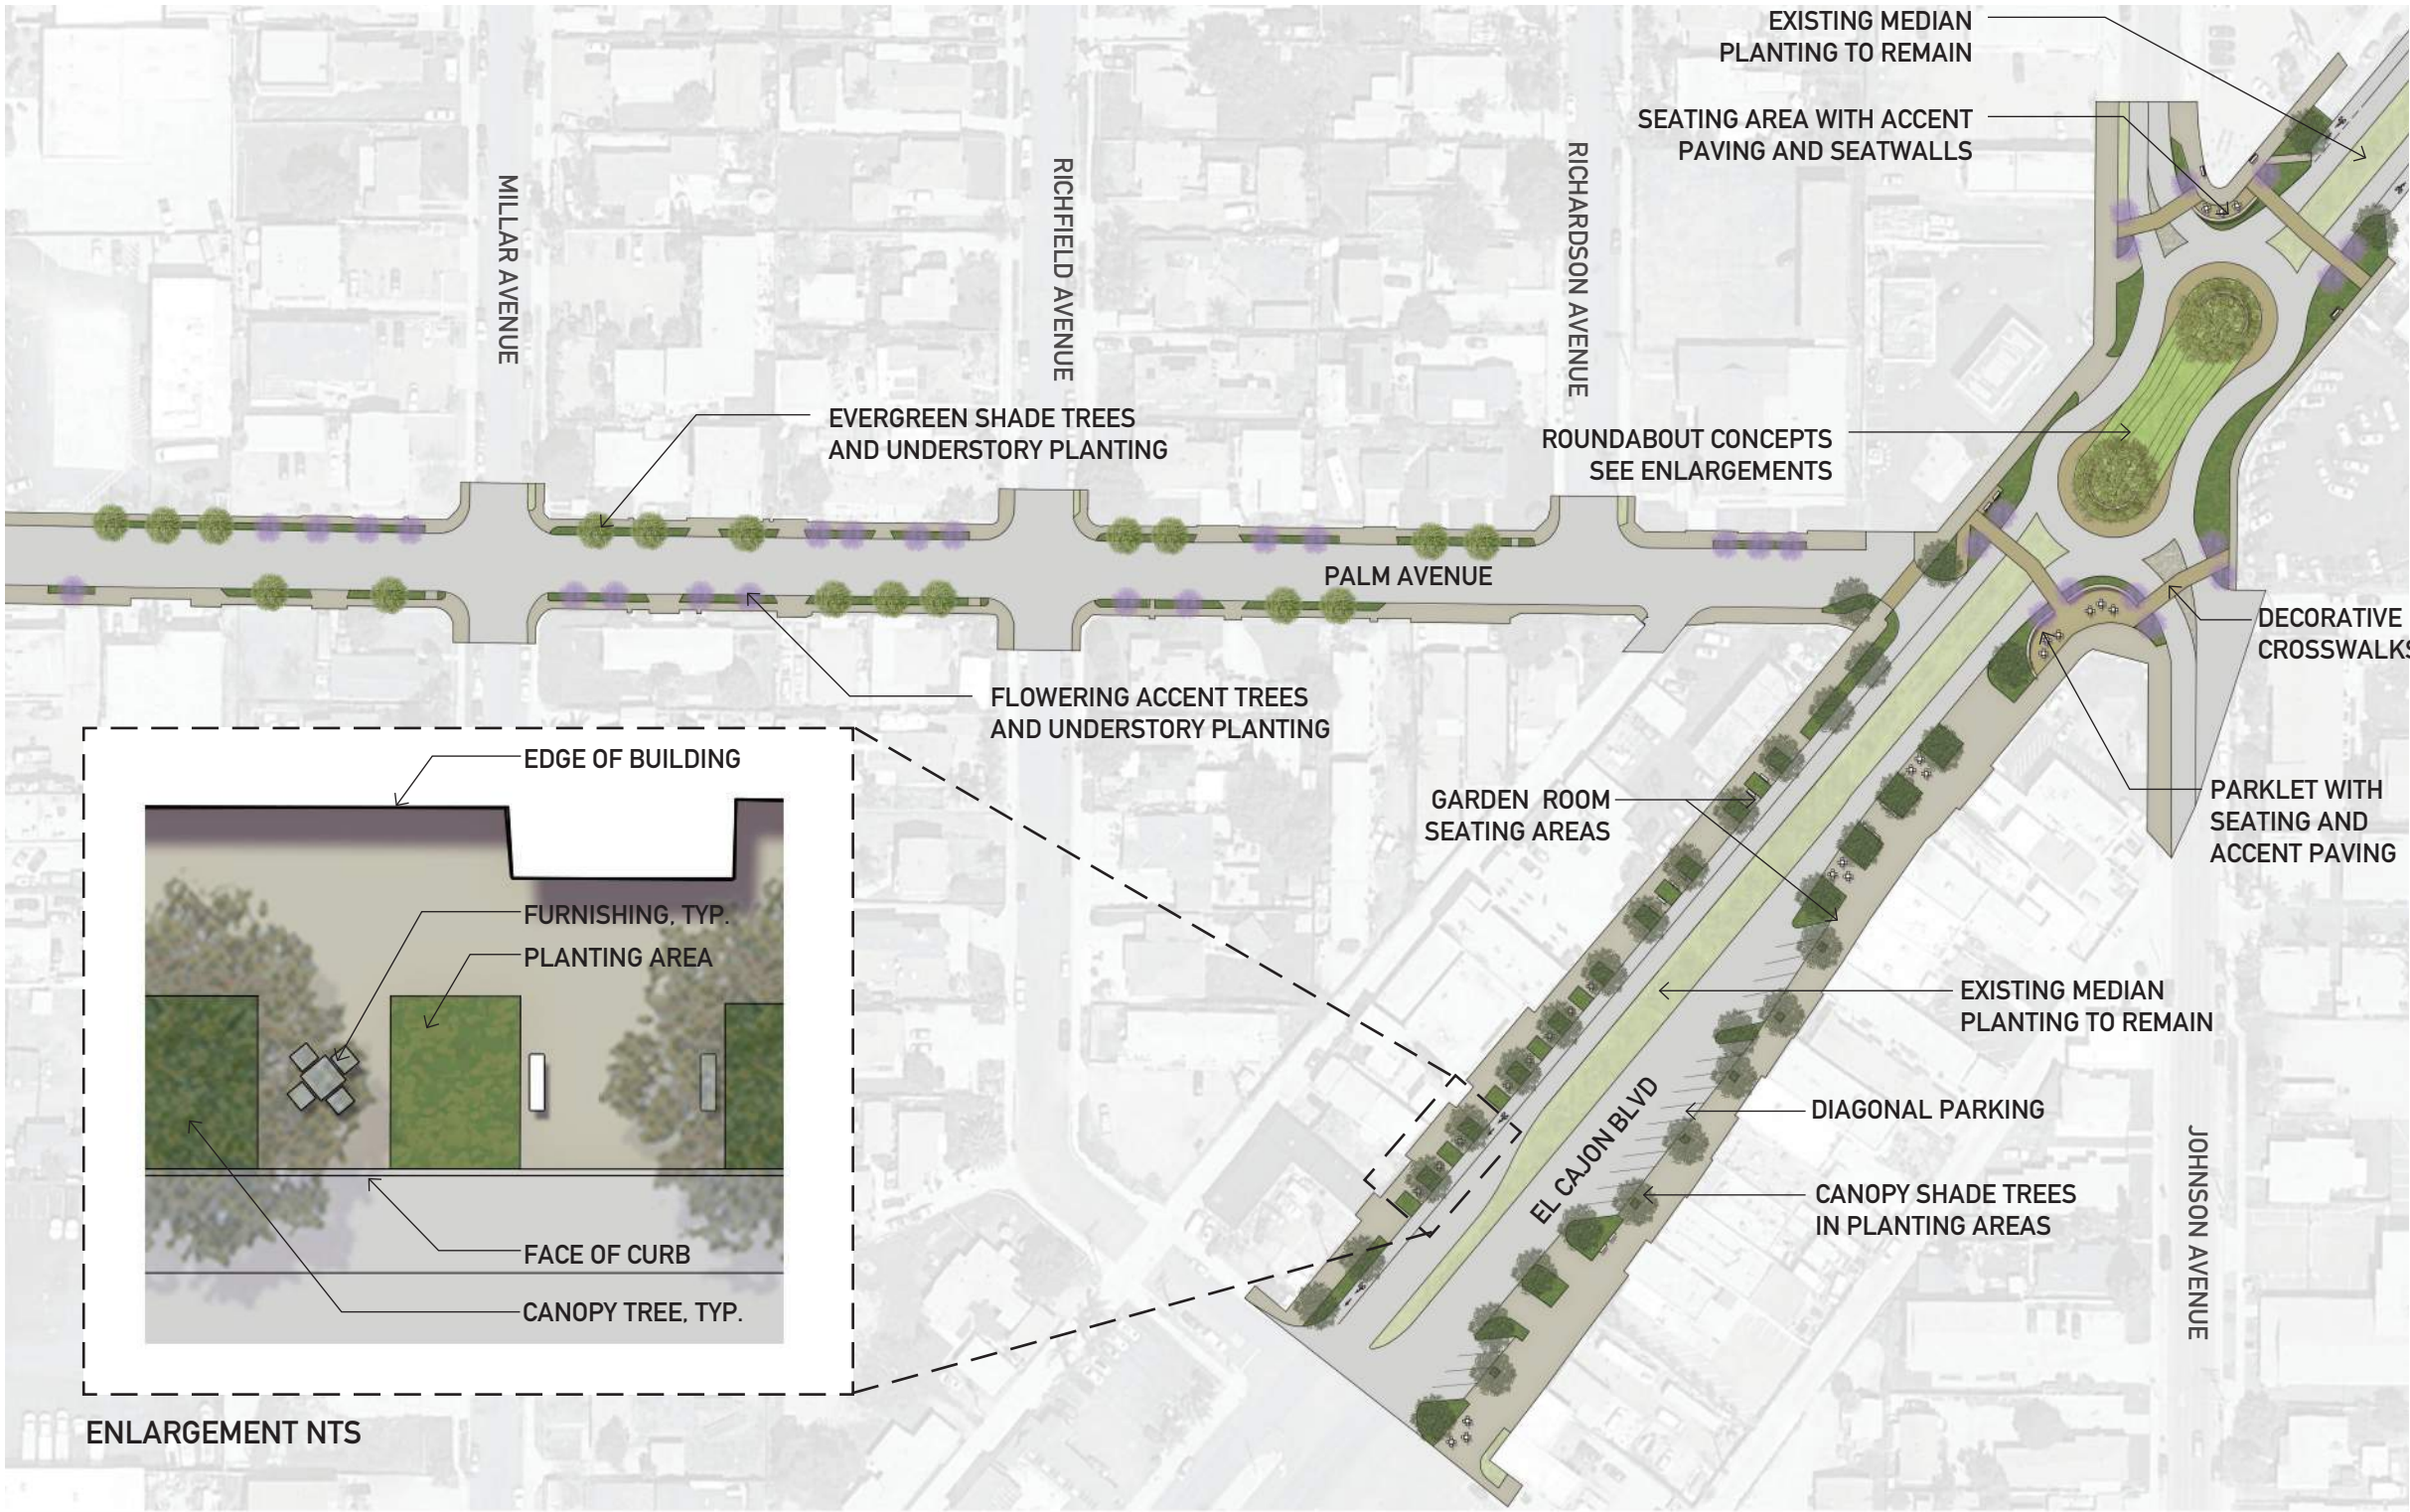 EXISTING MEDIAN
PLANTING TO REMAIN
SEATING AREA WITH ACCENT
PAVING AND SEATWALLS
MILLAR AVENUE
RICHFIELD AVENUE
RICHARDSON AVENUE
EVERGREEN SHADE TREES
AND UNDERSTORY PLANTING
ROUNDABOUT CONCEPTS
SEE ENLARGEMENTS
PALM AVENUE
DECORATIVE
CROSSWALKS
FLOWERING ACCENT TREES
AND UNDERSTORY PLANTING
GARDEN ROOM
SEATING AREAS
PARKLET WITH
SEATING AND
ACCENT PAVING
EDGE OF BUILDING
FURNISHING, TYP.
PLANTING AREA
FACE OF CURB
CANOPY TREE, TYP.
EXISTING MEDIAN
PLANTING TO REMAIN
DIAGONAL PARKING
EL CAJON BLVD
CANOPY SHADE TREES
IN PLANTING AREAS
JOHNSON AVENUE
ENLARGEMENT NTS